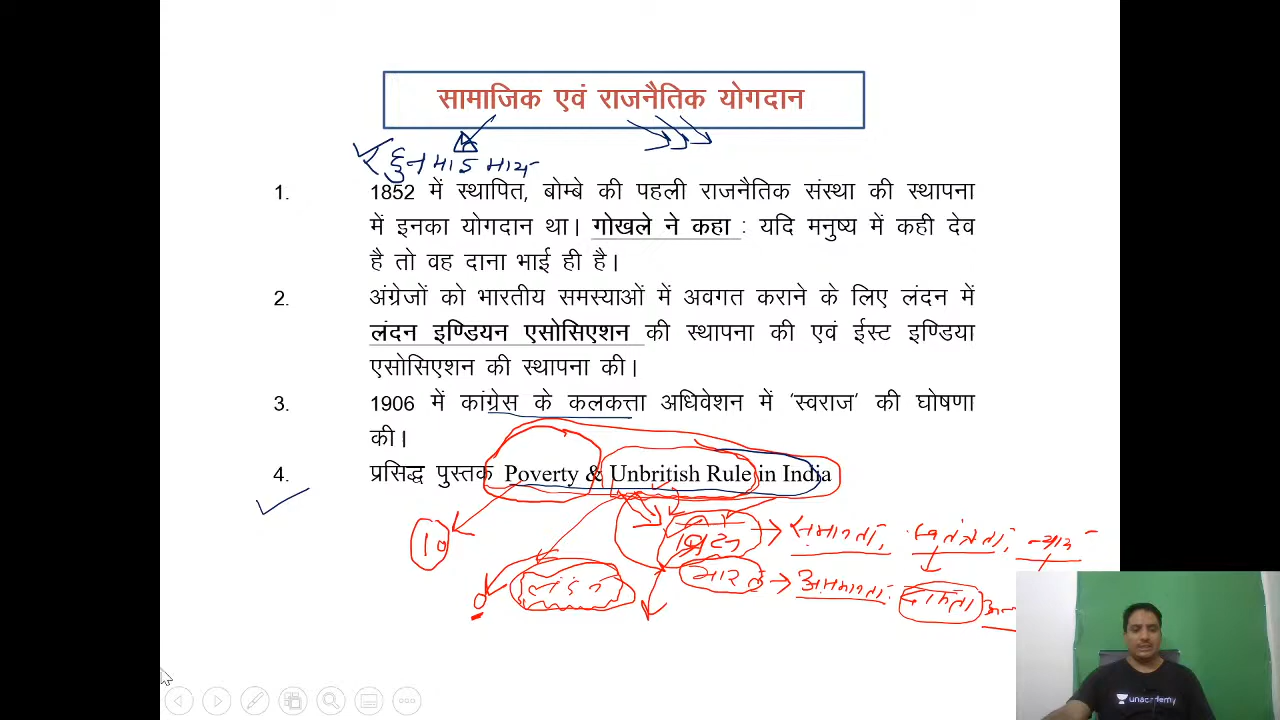 सामाजिक एवं राजनैतिक योगदान
1. 1852 में स्थापित, बोम्बे की पहली राजनैतिक संस्था की स्थापना
में इनका योगदान था। गोखले ने कहा : यदि मनुष्य में कही देव
है तो वह दाना भाई ही है।
2. अंग्रेजों को भारतीय समस्याओं में अवगत कराने के लिए लंदन में
लंदन इण्डियन एसोसिएशन की स्थापना की एवं ईस्ट इण्डिया
एसोसिएशन की स्थापना की।
3. 1906 में कांग्रेस के कलकत्ता अधिवेशन में 'स्वराज' की घोषणा
की।
4. प्रसिद्ध पुस्तक Poverty & Unbritish Rule in India
10 ब्रिटेन समानता, स्वतंत्रता, न्याय
लंडन भारत असमानता, दासता
unacademy